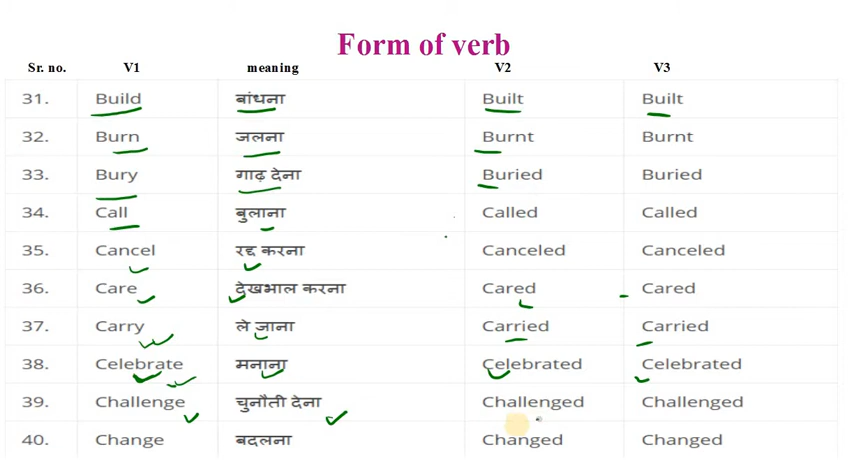 Form of verb
Sr. no. V1 meaning V2 V3
31. Build बांधना Built Built
32. Burn जलना Burnt Burnt
33. Bury गाढ़ देना Buried Buried
34. Call बुलाना Called Called
35. Cancel रद्द करना Canceled Canceled
36. Care देखभाल करना Cared Cared
37. Carry ले जाना Carried Carried
38. Celebrate मनाना Celebrated Celebrated
39. Challenge चुनौती देना Challenged Challenged
40. Change बदलना Changed Changed